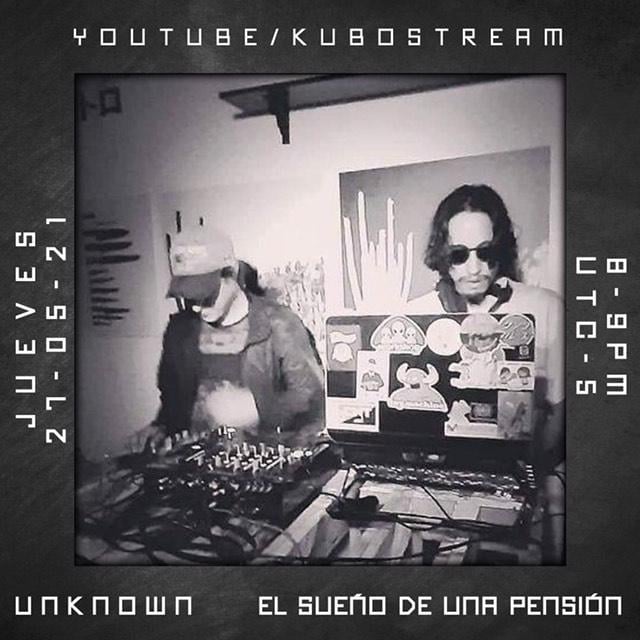 YOUTUBE/KUBOSTREAM
JUEVES
27-05-21
8-9PM
UTC-5
UNKNOWN
EL SUEÑO DE UNA PENSIÓN